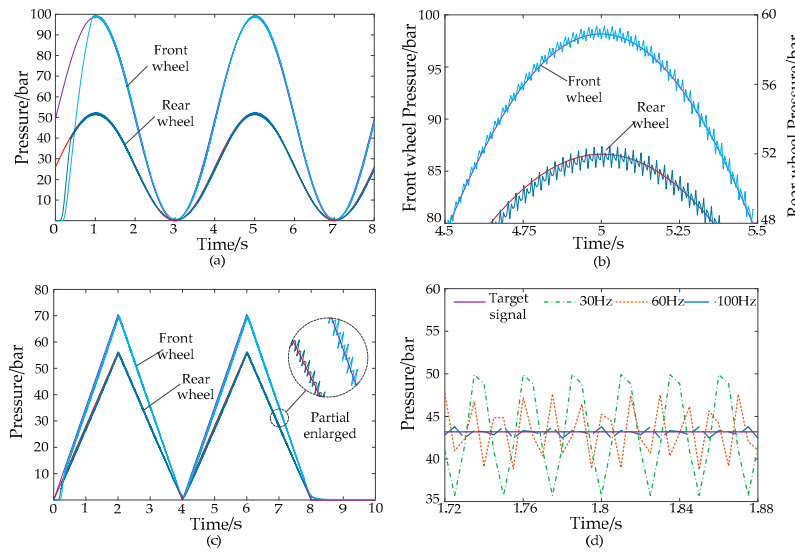 100
90
80
70
60
50
40
30
20
10
Pressure/bar
Front
wheel
Rear
wheel
0 1 2 3 4 5 6 7 8
Time/s
(a)
100
95
90
85
80
Front wheel Pressure/bar
60
56
52
48
Rear wheel Pressure/bar
Front
wheel
Rear
wheel
4.5 4.75 5 5.25 5.5
Time/s
(b)
80
70
60
50
40
30
20
10
Pressure/bar
Front
wheel
Rear
wheel
Partial
enlarged
0 1 2 3 4 5 6 7 8 9 10
Time/s
(c)
60
55
50
45
40
35
Pressure/bar
Target
signal
30Hz
60Hz
100Hz
1.72 1.76 1.8 1.84 1.88
Time/s
(d)